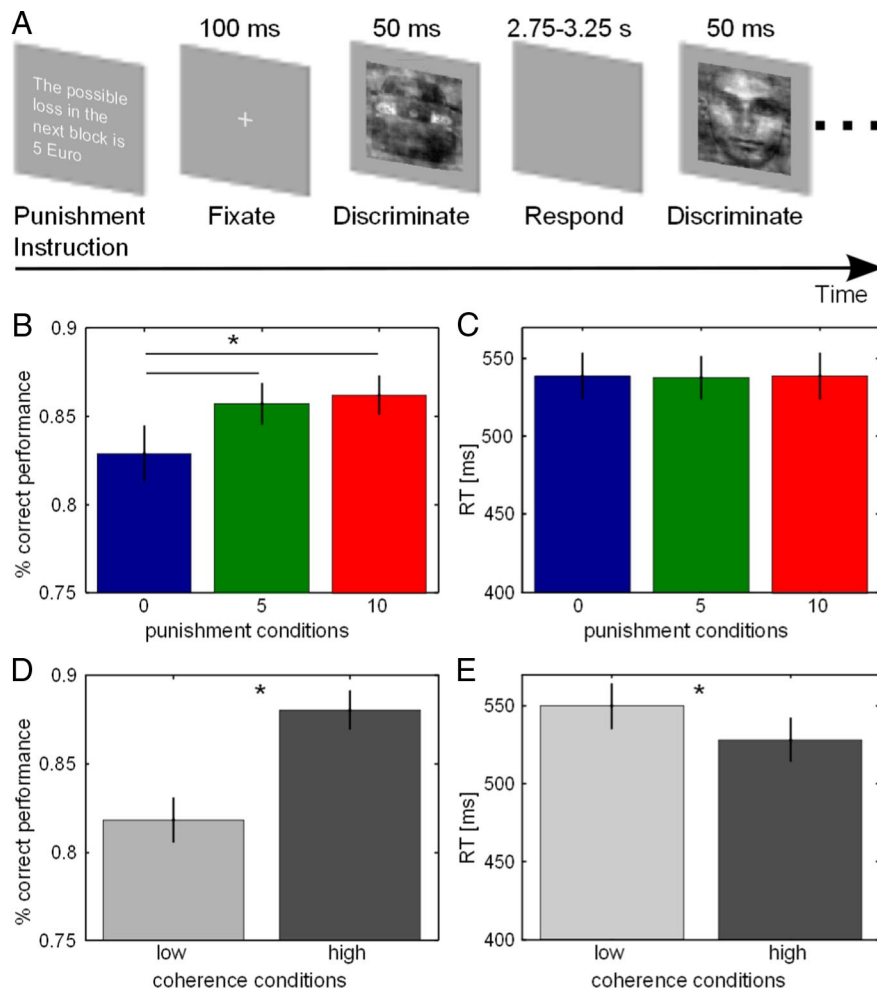 A
100 ms
50 ms
2.75-3.25 s
50 ms
The possible
loss in the
next block is
5 Euro
+
Punishment
Instruction
Fixate
Discriminate
Respond
Discriminate
Time
B
0.9
0.85
0.8
0.75
% correct performance
*
0
5
10
punishment conditions
C
550
500
450
400
RT [ms]
0
5
10
punishment conditions
D
0.9
0.85
0.8
0.75
% correct performance
*
low
high
coherence conditions
E
550
500
450
400
RT [ms]
*
low
high
coherence conditions